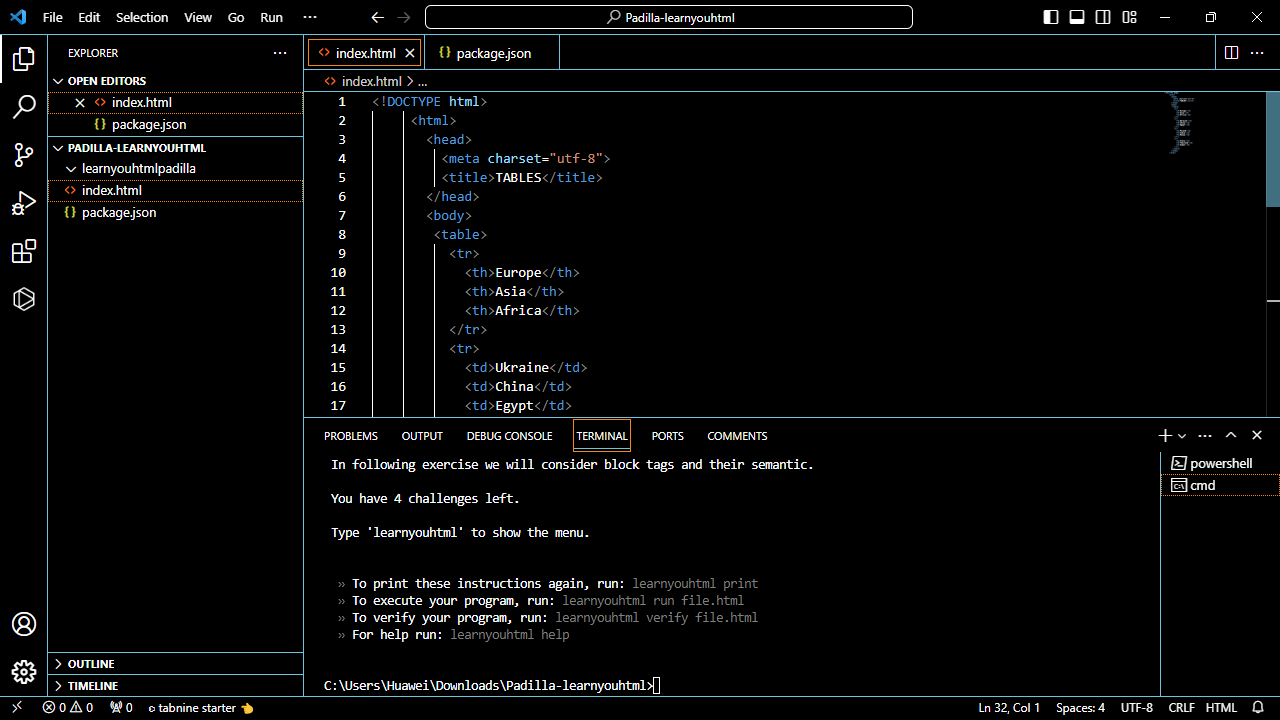 File Edit Selection View Go Run ··· Padilla-learnyouhtml
EXPLORER ···
OPEN EDITORS
index.html
package.json
PADILLA-LEARNYOUHTML
learnyouhtmlpadilla
index.html
package.json
OUTLINE
TIMELINE
index.html package.json
index.html > ...
1 <!DOCTYPE html>
2 <html>
3 <head>
4 <meta charset="utf-8">
5 <title>TABLES</title>
6 </head>
7 <body>
8 <table>
9 <tr>
10 <th>Europe</th>
11 <th>Asia</th>
12 <th>Africa</th>
13 </tr>
14 <tr>
15 <td>Ukraine</td>
16 <td>China</td>
17 <td>Egypt</td>
PROBLEMS OUTPUT DEBUG CONSOLE TERMINAL PORTS COMMENTS
In following exercise we will consider block tags and their semantic.
You have 4 challenges left.
Type 'learnyouhtml' to show the menu.
» To print these instructions again, run: learnyouhtml print
» To execute your program, run: learnyouhtml run file.html
» To verify your program, run: learnyouhtml verify file.html
» For help run: learnyouhtml help
C:\Users\Huawei\Downloads\Padilla-learnyouhtml>
powershell
cmd
0 0 0 tabnine starter 👈 Ln 32, Col 1 Spaces: 4 UTF-8 CRLF HTML